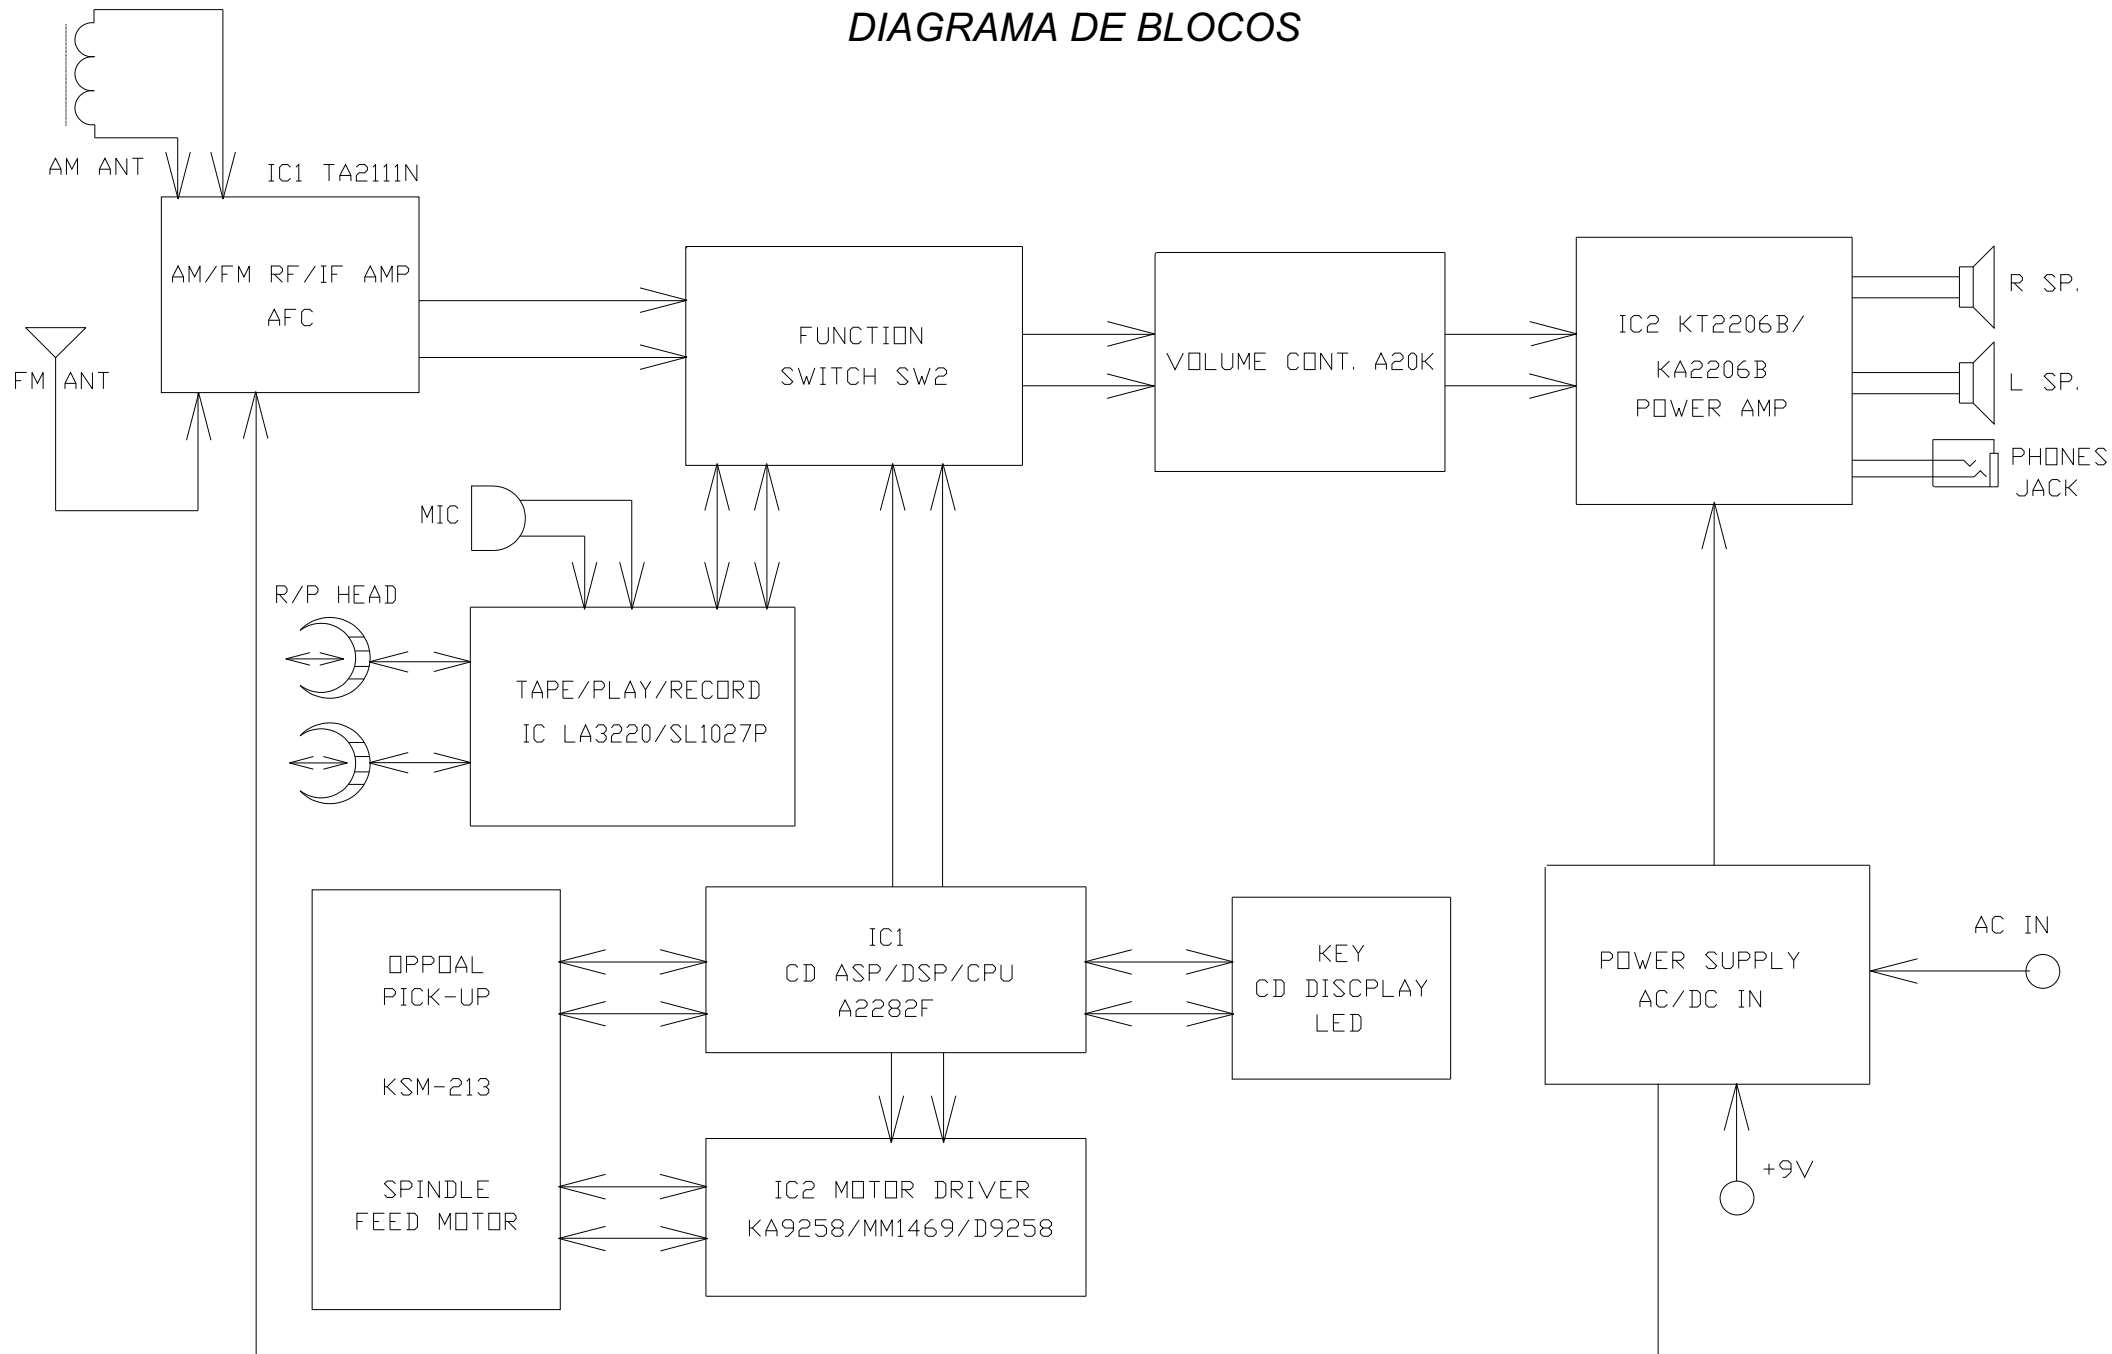 DIAGRAMA DE BLOCOS
AM ANT
IC1 TA2111N
AM/FM RF/IF AMP
AFC
FM ANT
FUNCTION
SWITCH SW2
VOLUME CONT. A20K
IC2 KT2206B/
KA2206B
POWER AMP
R SP.
L SP.
PHONES
JACK
MIC
R/P HEAD
TAPE/PLAY/RECORD
IC LA3220/SL1027P
OPPOAL
PICK-UP
KSM-213
SPINDLE
FEED MOTOR
IC1
CD ASP/DSP/CPU
A2282F
KEY
CD DISCPLAY
LED
IC2 MOTOR DRIVER
KA9258/MM1469/D9258
POWER SUPPLY
AC/DC IN
AC IN
+9V